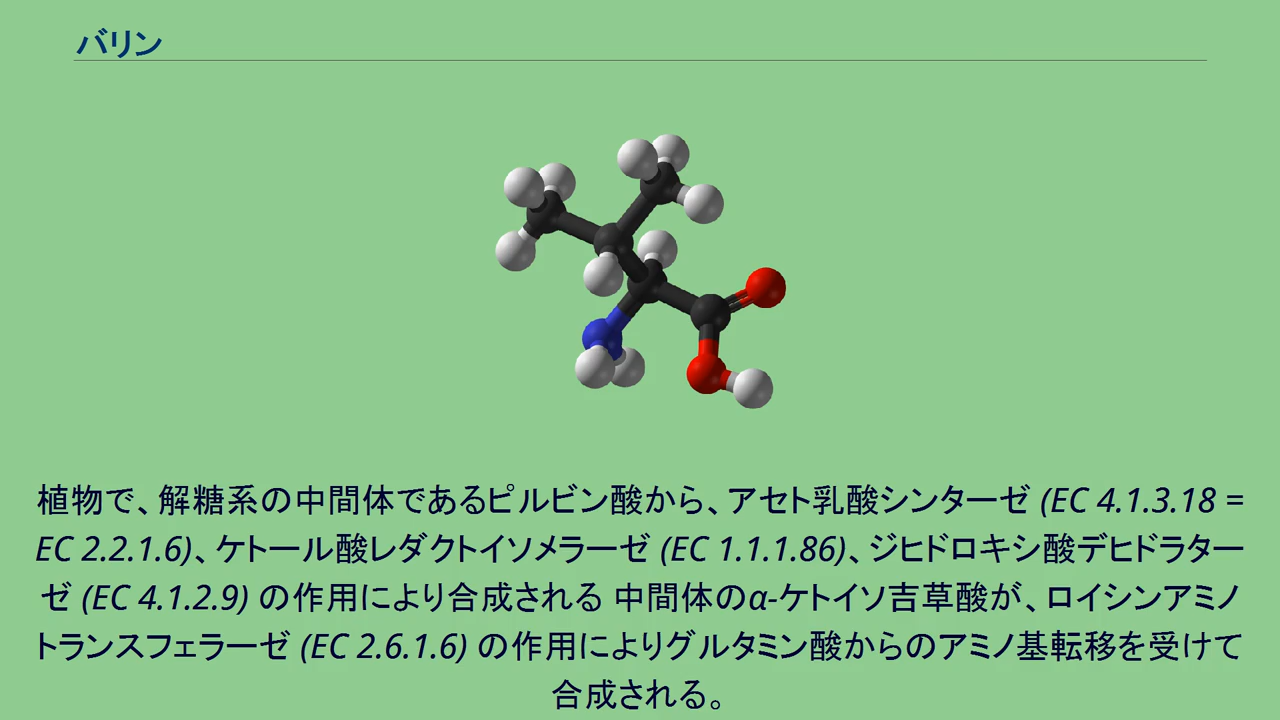 バリン
植物で、解糖系の中間体であるピルビン酸から、アセト乳酸シンターゼ (EC 4.1.3.18 =
EC 2.2.1.6)、ケトール酸レダクトイソメラーゼ (EC 1.1.1.86)、ジヒドロキシ酸デヒドラター
ゼ (EC 4.1.2.9) の作用により合成される 中間体のα-ケトイソ吉草酸が、ロイシンアミノ
トランスフェラーゼ (EC 2.6.1.6) の作用によりグルタミン酸からのアミノ基転移を受けて
合成される。